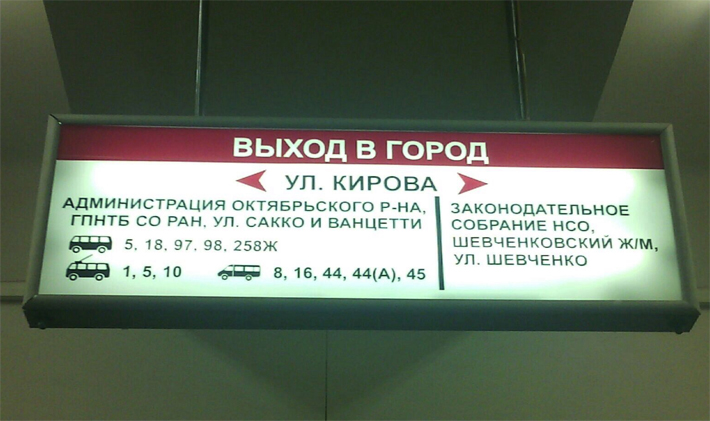 ВЫХОД В ГОРОД
УЛ. КИРОВА
АДМИНИСТРАЦИЯ ОКТЯБРЬСКОГО Р-НА,
ГПНТБ СО РАН, УЛ. САККО И ВАНЦЕТТИ
5, 18, 97, 98, 258Ж
1, 5, 10
8, 16, 44, 44(А), 45
ЗАКОНОДАТЕЛЬНОЕ
СОБРАНИЕ НСО,
ШЕВЧЕНКОВСКИЙ Ж/М,
УЛ. ШЕВЧЕНКО